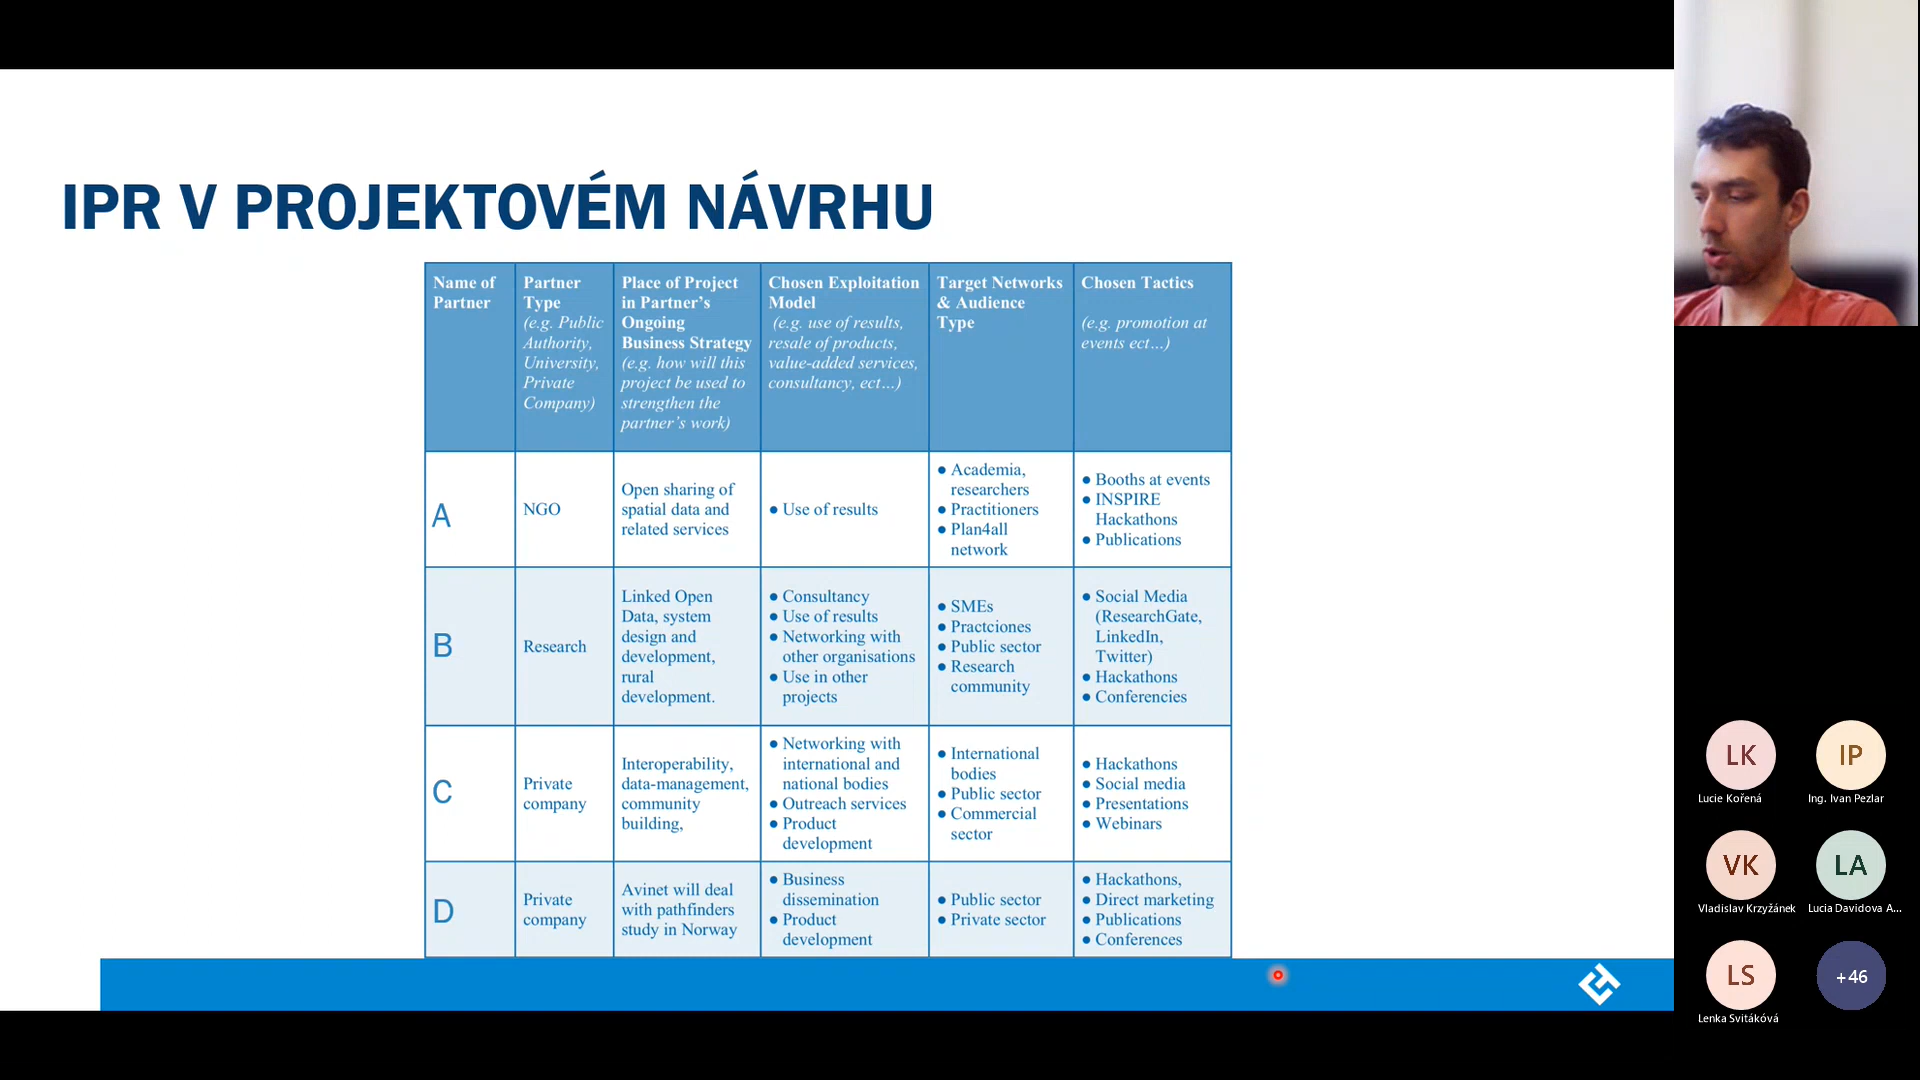 IPR V PROJEKTOVÉM NÁVRHU
Name of
Partner
Partner
Type
(e.g. Public
Authority,
University,
Private
Company)
Place of Project
in Partner's
Ongoing
Business Strategy
(e.g. how will this
project be used to
strengthen the
partner's work)
Chosen Exploitation
Model
(e.g. use of results,
resale of products,
value-added services,
consultancy, ect…)
Target Networks
& Audience
Type
Chosen Tactics
(e.g. promotion at
events ect…)
A
NGO
Open sharing of
spatial data and
related services
● Use of results
● Academia,
researchers
● Practitioners
● Plan4all
network
● Booths at events
● INSPIRE
Hackathons
● Publications
B
Research
Linked Open
Data, system
design and
development,
rural
development.
● Consultancy
● Use of results
● Networking with
other organisations
● Use in other
projects
● SMEs
● Practciones
● Public sector
● Research
community
● Social Media
(ResearchGate,
LinkedIn,
Twitter)
● Hackathons
● Conferencies
C
Private
company
Interoperability,
data-management,
community
building,
● Networking with
international and
national bodies
● Outreach services
● Product
development
● International
bodies
● Public sector
● Commercial
sector
● Hackathons
● Social media
● Presentations
● Webinars
D
Private
company
Avinet will deal
with pathfinders
study in Norway
● Business
dissemination
● Product
development
● Public sector
● Private sector
● Hackathons,
● Direct marketing
● Publications
● Conferences
LK
Lucie Kořená
IP
Ing. Ivan Pezlar
VK
Vladislav Krzyžánek
LA
Lucia Davidova A...
LS
Lenka Svitáková
+46